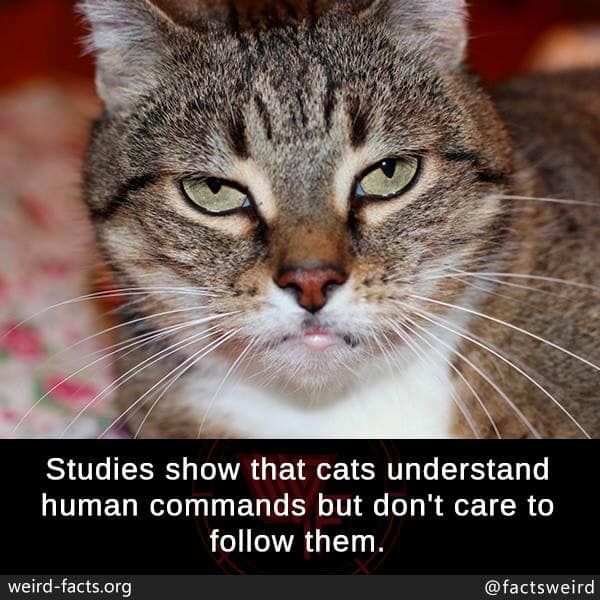 Studies show that cats understand
human commands but don't care to
follow them.
weird-facts.org
@factsweird